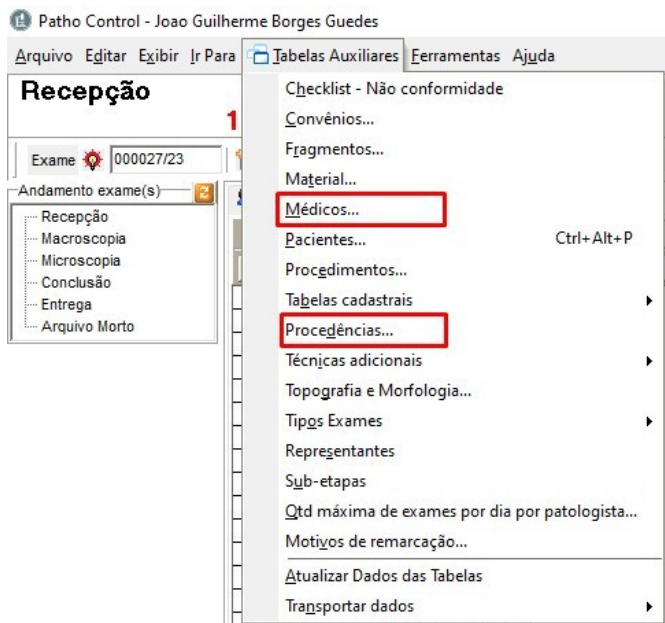 Patho Control - Joao Guilherme Borges Guedes
Arquivo Editar Exibir Ir Para Tabelas Auxiliares Ferramentas Ajuda
Recepção
1
Exame 000027/23
Andamento exame(s)
Recepção
Macroscopia
Microscopia
Conclusão
Entrega
Arquivo Morto
Checklist - Não conformidade
Convênios...
Fragmentos...
Material...
Médicos...
Pacientes... Ctrl+Alt+P
Procedimentos...
Tabelas cadastrais
Procedências...
Técnicas adicionais
Topografia e Morfologia...
Tipos Exames
Representantes
Sub-etapas
Qtd máxima de exames por dia por patologista...
Motivos de remarcação...
Atualizar Dados das Tabelas
Transportar dados